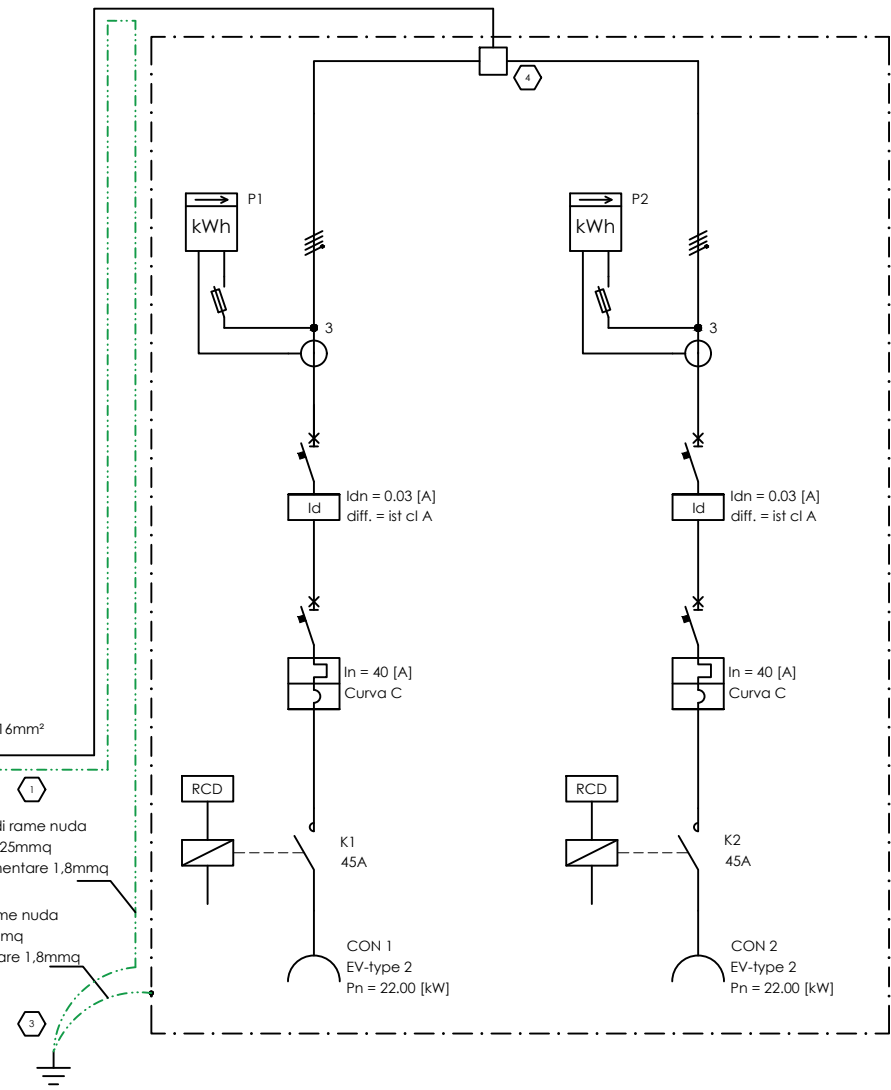 4
P1
kWh
P2
kWh
3
3
Id
Idn = 0.03 [A]
diff. = ist cl A
Id
Idn = 0.03 [A]
diff. = ist cl A
In = 40 [A]
Curva C
In = 40 [A]
Curva C
16mm²
1
RCD
RCD
di rame nuda
25mmq
mentare 1,8mmq
K1
45A
K2
45A
me nuda
mq
are 1,8mmq
CON 1
EV-type 2
Pn = 22.00 [kW]
CON 2
EV-type 2
Pn = 22.00 [kW]
3